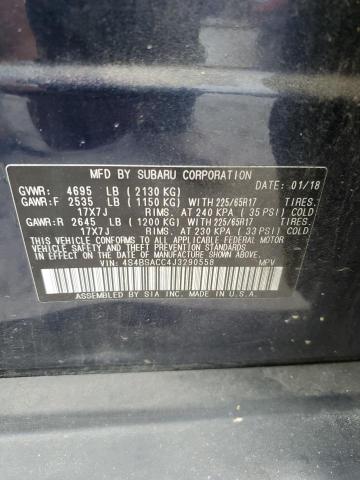 MFD BY SUBARU CORPORATION
GWVR: 4695 LB (2130 KG) DATE: 01/18
GAWR:F 2535 LB (1150 KG) WITH 225/65R17 TIRES.
17X7J RIMS. AT 240 KPA (35 PSI) COLD
GAWR:R 2645 LB (1200 KG) WITH 225/65R17 TIRES.
17X7J RIMS. AT 230 KPA (33 PSI) COLD
THIS VEHICLE CONFORMS TO ALL APPLICABLE FEDERAL MOTOR
VEHICLE SAFETY, BUMPER, AND THEFT PREVENTION STANDARDS
IN EFFECT ON THE DATE OF MANUFACTURE SHOWN ABOVE.
VIN: 4S4BSACC4J3290558 MPV
ASSEMBLED BY SIA INC. MADE IN U.S.A.